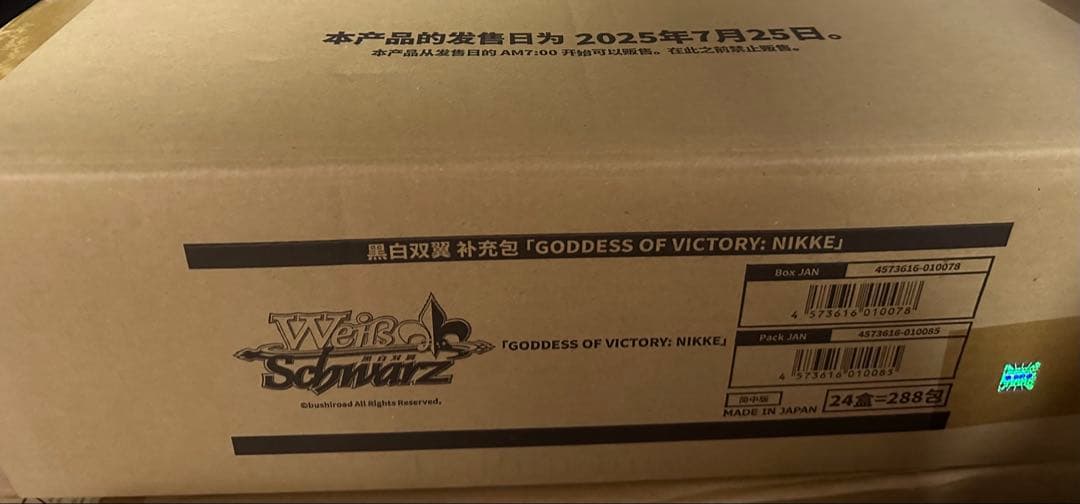 本产品的发售日为 2025年7月25日。
本产品从发售日的 AM7:00 开始可以贩售。在此之前禁止贩售。
黑白双翼 补充包「GODDESS OF VICTORY: NIKKE」
Weiß
黑白双翼
Schwarz
©bushiroad All Rights Reserved.
「GODDESS OF VICTORY: NIKKE」
Box JAN 4573616-010078
4 573616 010078
Pack JAN 4573616-010085
4 573616 010085
简中版
MADE IN JAPAN 24盒=288包